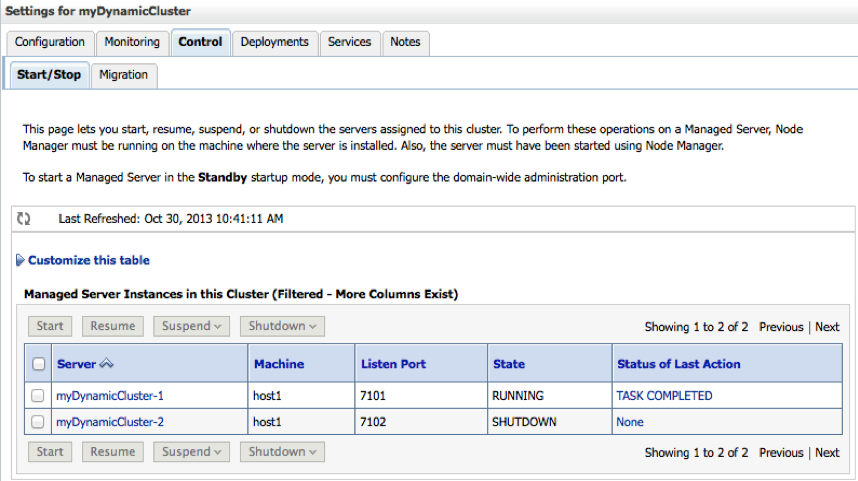 Settings for myDynamicCluster
Configuration Monitoring Control Deployments Services Notes
Start/Stop Migration
This page lets you start, resume, suspend, or shutdown the servers assigned to this cluster. To perform these operations on a Managed Server, Node
Manager must be running on the machine where the server is installed. Also, the server must have been started using Node Manager.
To start a Managed Server in the Standby startup mode, you must configure the domain-wide administration port.
Last Refreshed: Oct 30, 2013 10:41:11 AM
Customize this table
Managed Server Instances in this Cluster (Filtered - More Columns Exist)
Start Resume Suspend Shutdown Showing 1 to 2 of 2 Previous | Next
Server Machine Listen Port State Status of Last Action
myDynamicCluster-1 host1 7101 RUNNING TASK COMPLETED
myDynamicCluster-2 host1 7102 SHUTDOWN None
Start Resume Suspend Shutdown Showing 1 to 2 of 2 Previous | Next